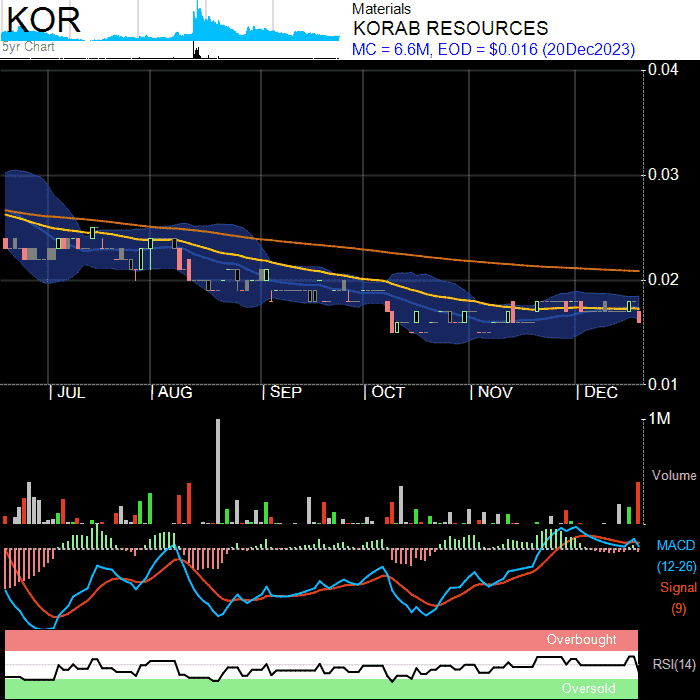 KOR
5yr Chart
Materials
KORAB RESOURCES
MC = 6.6M, EOD = $0.016 (20Dec2023)
0.04
0.03
0.02
0.01
JUL AUG SEP OCT NOV DEC
1M
Volume
MACD
(12-26)
Signal
(9)
Overbought
RSI(14)
Oversold